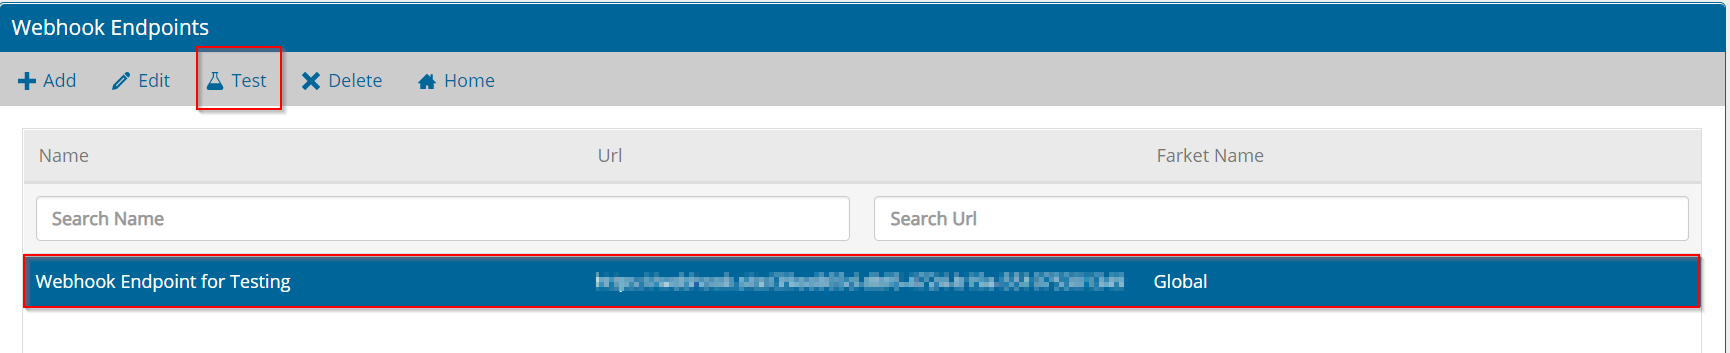 Webhook Endpoints
Add Edit Test Delete Home
Name Url Farket Name
Search Name Search Url
Webhook Endpoint for Testing Global